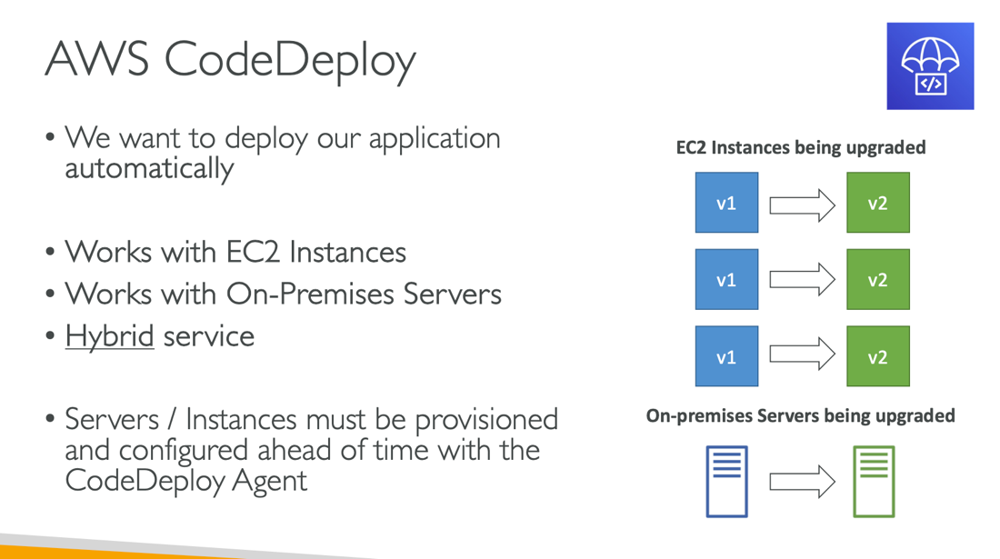 AWS CodeDeploy
</>
• We want to deploy our application
automatically
• Works with EC2 Instances
• Works with On-Premises Servers
• Hybrid service
• Servers / Instances must be provisioned
and configured ahead of time with the
CodeDeploy Agent
EC2 Instances being upgraded
v1
v2
v1
v2
v1
v2
On-premises Servers being upgraded